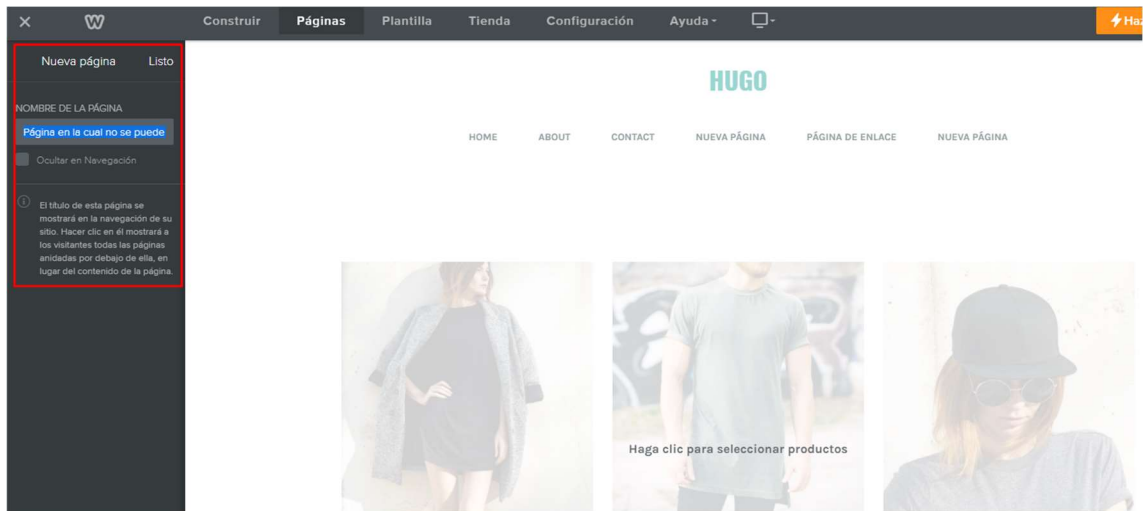 Construir Páginas Plantilla Tienda Configuración Ayuda
Nueva página Listo
NOMBRE DE LA PÁGINA
Página en la cual no se puede
Ocultar en Navegación
El título de esta página se
mostrará en la navegación de su
sitio. Hacer clic en él mostrará a
los visitantes todas las páginas
anidadas por debajo de ella, en
lugar del contenido de la página.
HUGO
HOME ABOUT CONTACT NUEVA PÁGINA PÁGINA DE ENLACE NUEVA PÁGINA
Haga clic para seleccionar productos